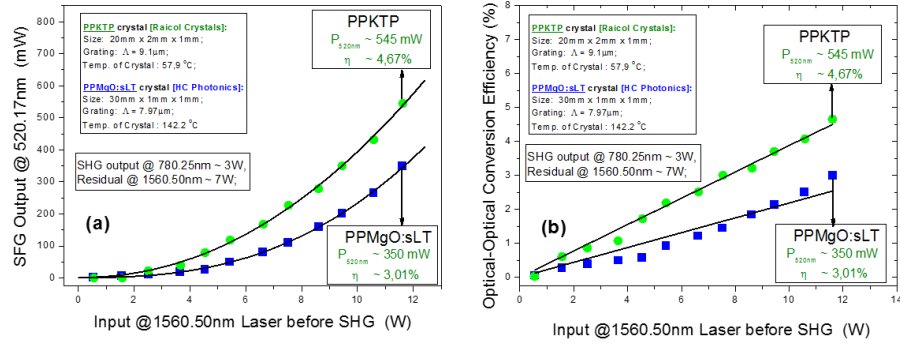 PPKTP crystal [Raicol Crystals]:
Size: 20mm x 2mm x 1mm;
Grating: Λ = 9.1μm;
Temp. of Crystal: 57,9 °C;
PPMgO:sLT crystal [HC Photonics]:
Size: 30mm x 1mm x 1mm;
Grating: Λ = 7.97μm;
Temp. of Crystal : 142.2 °C
PPKTP
P520nm ~ 545 mW
η ~ 4,67%
SHG output @ 780.25nm ~ 3W,
Residual @ 1560.50nm ~ 7W;
(a)
PPMgO:sLT
P520nm ~ 350 mW
η ~ 3,01%
SFG Output @ 520.17nm (mW)
800
700
600
500
400
300
200
100
0
0 2 4 6 8 10 12 14
Input @1560.50nm Laser before SHG (W)
PPKTP crystal [Raicol Crystals]:
Size: 20mm x 2mm x 1mm;
Grating: Λ = 9.1μm;
Temp. of Crystal: 57,9 °C;
PPMgO:sLT crystal [HC Photonics]:
Size: 30mm x 1mm x 1mm;
Grating: Λ = 7.97μm;
Temp. of Crystal : 142.2 °C
PPKTP
P520nm ~ 545 mW
η ~ 4,67%
SHG output @ 780.25nm ~ 3W,
Residual @ 1560.50nm ~ 7W;
(b)
PPMgO:sLT
P520nm ~ 350 mW
η ~ 3,01%
Optical-Optical Conversion Efficiency (%)
8
7
6
5
4
3
2
1
0
0 2 4 6 8 10 12 14
Input @1560.50nm Laser before SHG (W)